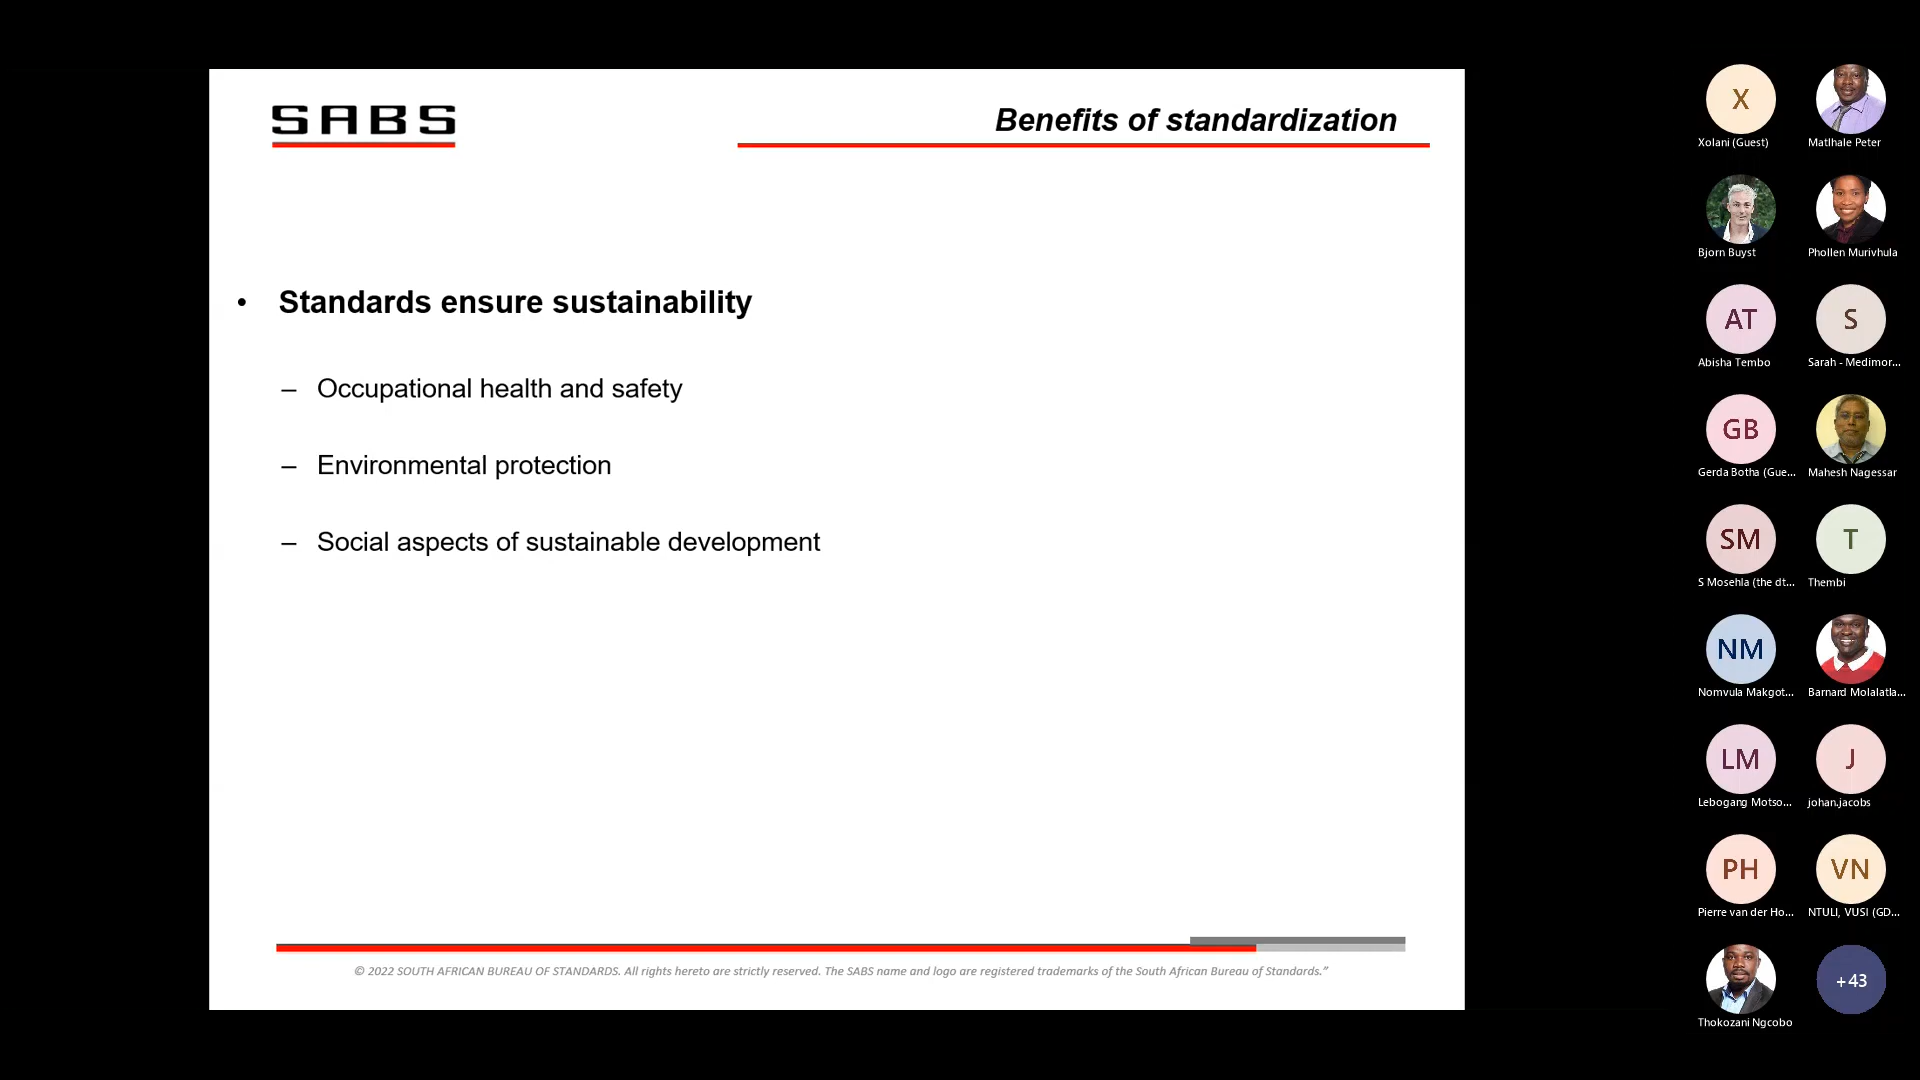 SABS
Benefits of standardization
• Standards ensure sustainability
– Occupational health and safety
– Environmental protection
– Social aspects of sustainable development
© 2022 SOUTH AFRICAN BUREAU OF STANDARDS. All rights hereto are strictly reserved. The SABS name and logo are registered trademarks of the South African Bureau of Standards.”
X
Xolani (Guest)
Matlhale Peter
Bjorn Buyst
Phollen Murivhula
AT
Abisha Tembo
S
Sarah - Medimor...
GB
Gerda Botha (Gue...
Mahesh Nagessar
SM
S Mosehla (the dt...
T
Thembi
NM
Nomvula Makgot...
Barnard Molalatla...
LM
Lebogang Motso...
J
johan.jacobs
PH
Pierre van der Ho...
VN
NTULI, VUSI (GD...
Thokozani Ngcobo
+43